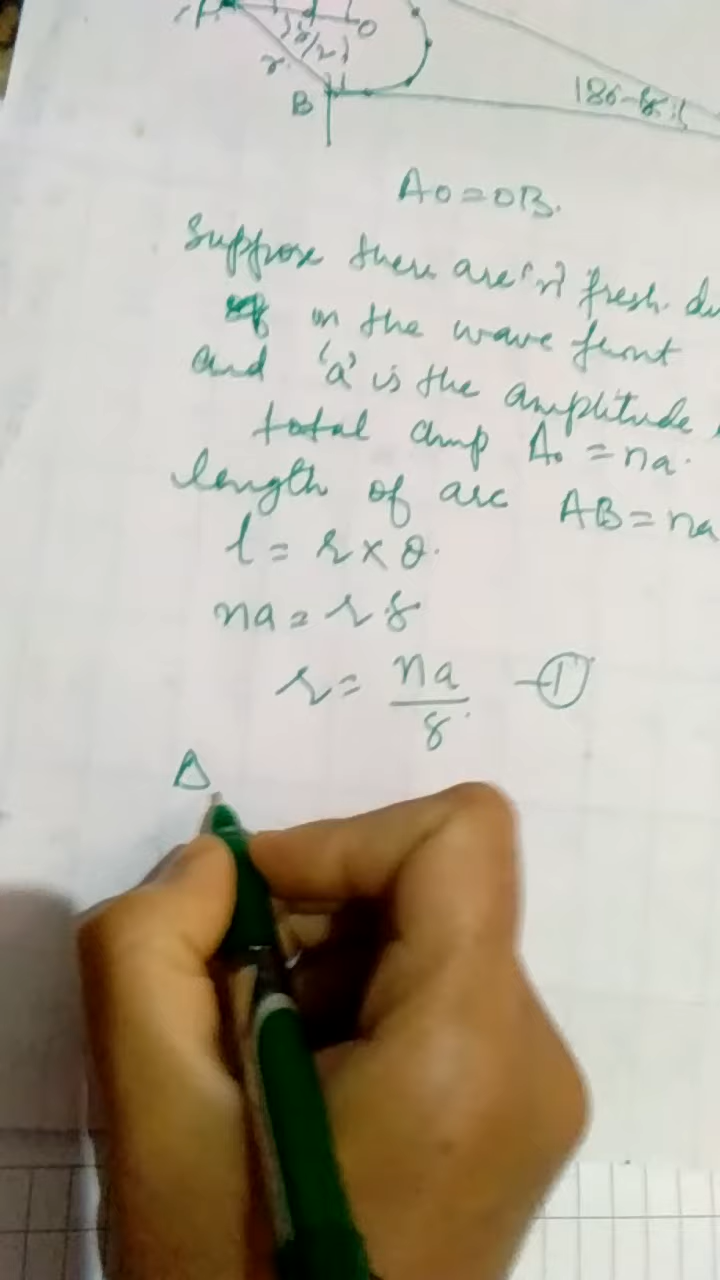 O
r
B
180-δ
AO=OB.
Suppose there are 'n' fresh
in the wave front
and 'a' is the amplitude
total amp A₀ = na.
length of arc AB = na
l = r × θ.
na = r δ
r = na/δ -①
Δ